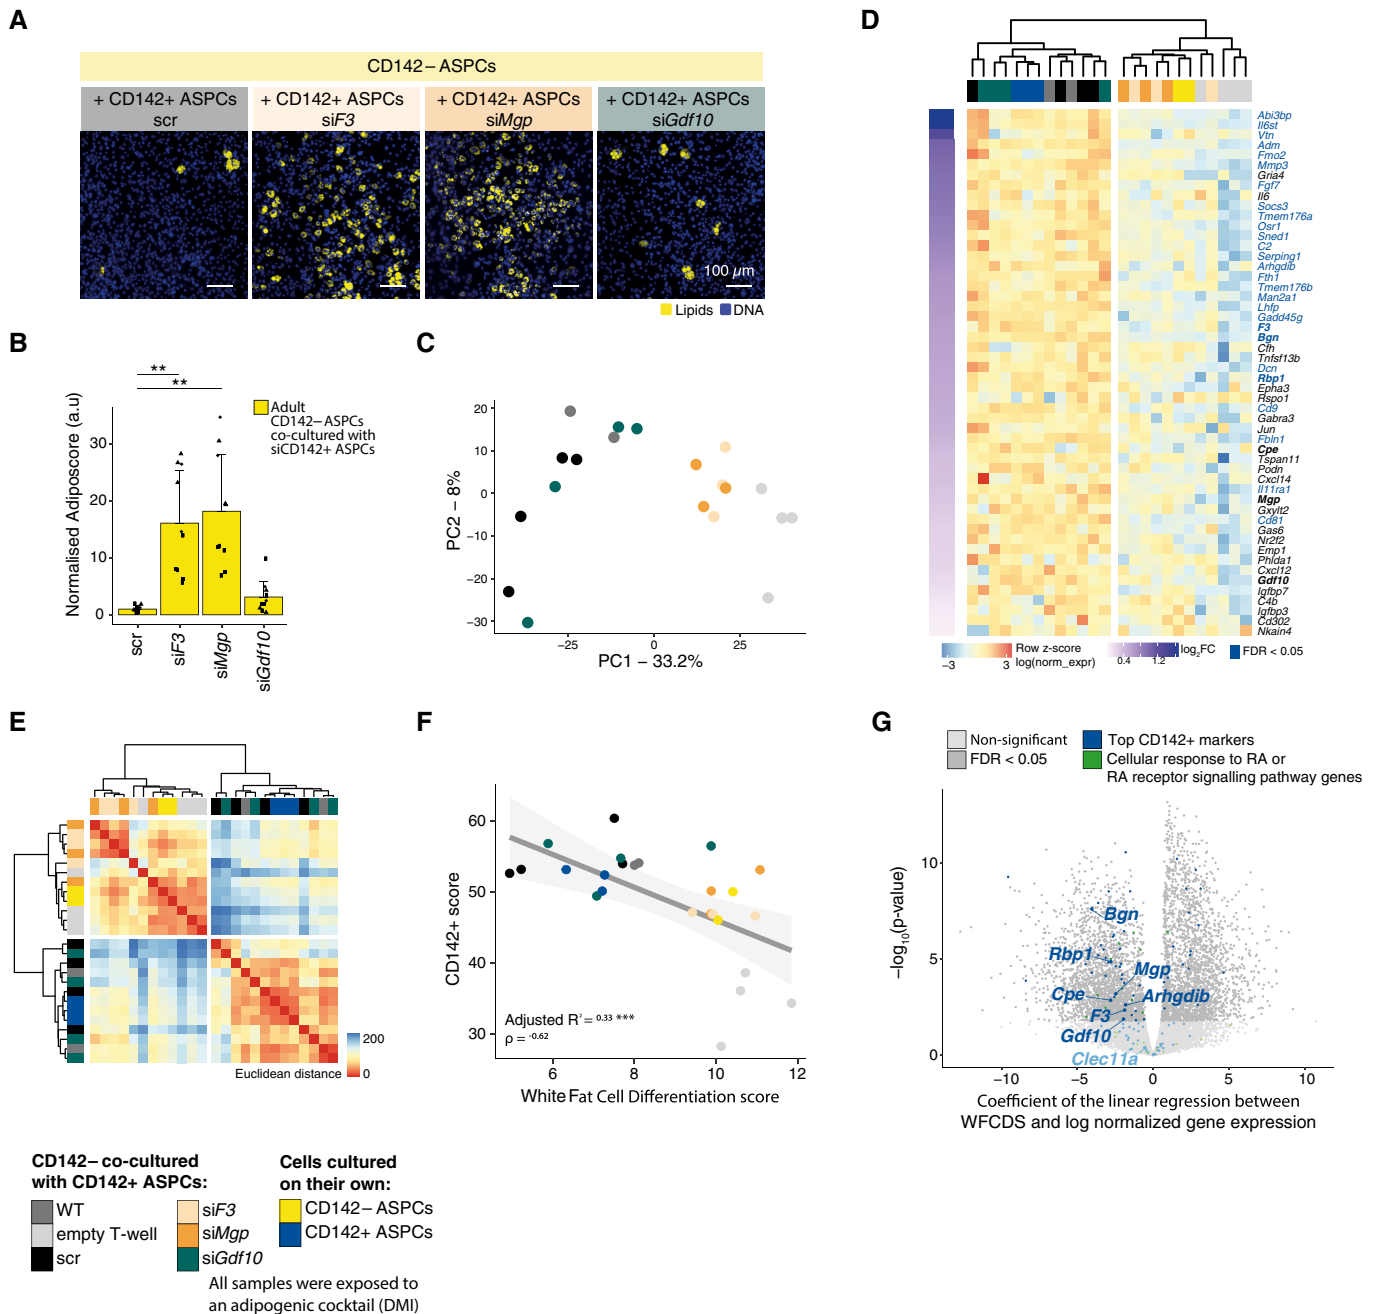 A
CD142– ASPCs
+ CD142+ ASPCs
scr
+ CD142+ ASPCs
siF3
+ CD142+ ASPCs
siMgp
+ CD142+ ASPCs
siGdf10
100 µm
Lipids DNA
B
Normalised Adiposcore (a.u)
30
20
10
0
**
**
scr
siF3
siMgp
siGdf10
Adult
CD142– ASPCs
co-cultured with
siCD142+ ASPCs
C
PC2 – 8%
20
10
0
−10
−20
−30
−25
0
25
PC1 – 33.2%
D
Abi3bp
Il6st
Vtn
Adm
Fmo2
Mmp3
Gria4
Fgf7
Il6
Socs3
Tmem176a
Osr1
Sned1
C2
Serping1
Arhgdib
Fth1
Tmem176b
Man2a1
Lhfp
Gadd45g
F3
Bgn
Cfh
Tnfsf13b
Dcn
Rbp1
Epha3
Rspo1
Cd9
Gabra3
Jun
Fbln1
Cpe
Tspan11
Podn
Cxcl14
Il11ra1
Mgp
Gxylt2
Cd81
Gas6
Nr2f2
Emp1
Phlda1
Cxcl12
Gdf10
Igfbp7
C4b
Igfbp3
Cd302
Nkain4
−3 3
Row z-score
log(norm_expr)
0.4 1.2
log2FC
FDR < 0.05
E
200
0
Euclidean distance
F
CD142+ score
60
50
40
30
Adjusted R² = 0.33 ***
ρ = -0.62
6
8
10
12
White Fat Cell Differentiation score
G
Non-significant
FDR < 0.05
Top CD142+ markers
Cellular response to RA or
RA receptor signalling pathway genes
−log10(p-value)
10
5
0
Bgn
Rbp1
Mgp
Cpe
Arhgdib
F3
Gdf10
Clec11a
−10
−5
0
5
10
Coefficient of the linear regression between
WFCDS and log normalized gene expression
CD142– co-cultured
with CD142+ ASPCs:
WT
empty T-well
scr
siF3
siMgp
siGdf10
Cells cultured
on their own:
CD142– ASPCs
CD142+ ASPCs
All samples were exposed to
an adipogenic cocktail (DMI)